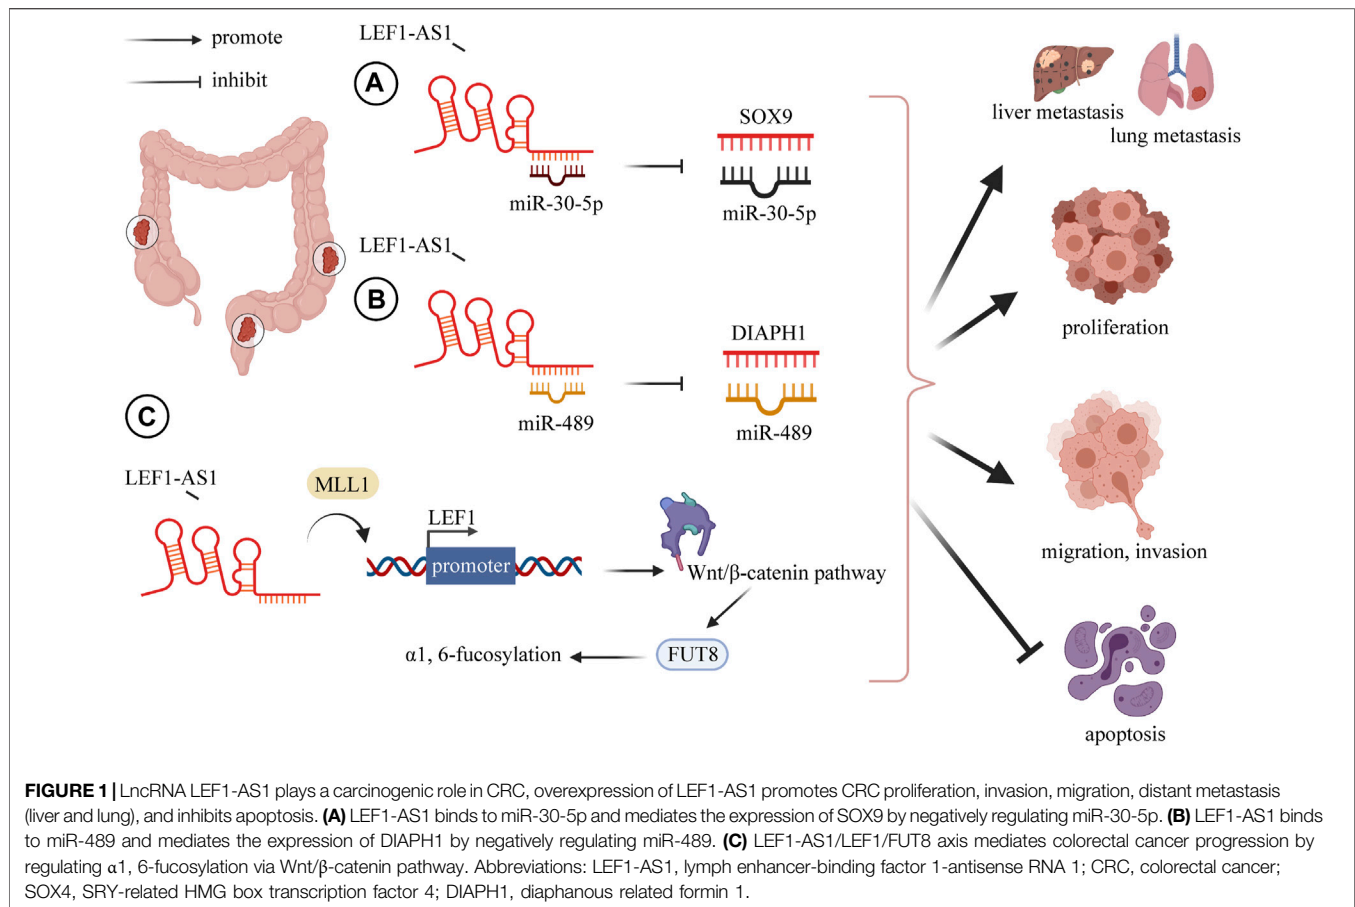 promote
inhibit
LEF1-AS1
A
miR-30-5p
SOX9
miR-30-5p
LEF1-AS1
B
miR-489
DIAPH1
miR-489
C
LEF1-AS1
MLL1
LEF1
promoter
Wnt/β-catenin pathway
FUT8
α1, 6-fucosylation
liver metastasis
lung metastasis
proliferation
migration, invasion
apoptosis
FIGURE 1 | LncRNA LEF1-AS1 plays a carcinogenic role in CRC, overexpression of LEF1-AS1 promotes CRC proliferation, invasion, migration, distant metastasis
(liver and lung), and inhibits apoptosis. (A) LEF1-AS1 binds to miR-30-5p and mediates the expression of SOX9 by negatively regulating miR-30-5p. (B) LEF1-AS1 binds
to miR-489 and mediates the expression of DIAPH1 by negatively regulating miR-489. (C) LEF1-AS1/LEF1/FUT8 axis mediates colorectal cancer progression by
regulating α1, 6-fucosylation via Wnt/β-catenin pathway. Abbreviations: LEF1-AS1, lymph enhancer-binding factor 1-antisense RNA 1; CRC, colorectal cancer;
SOX4, SRY-related HMG box transcription factor 4; DIAPH1, diaphanous related formin 1.